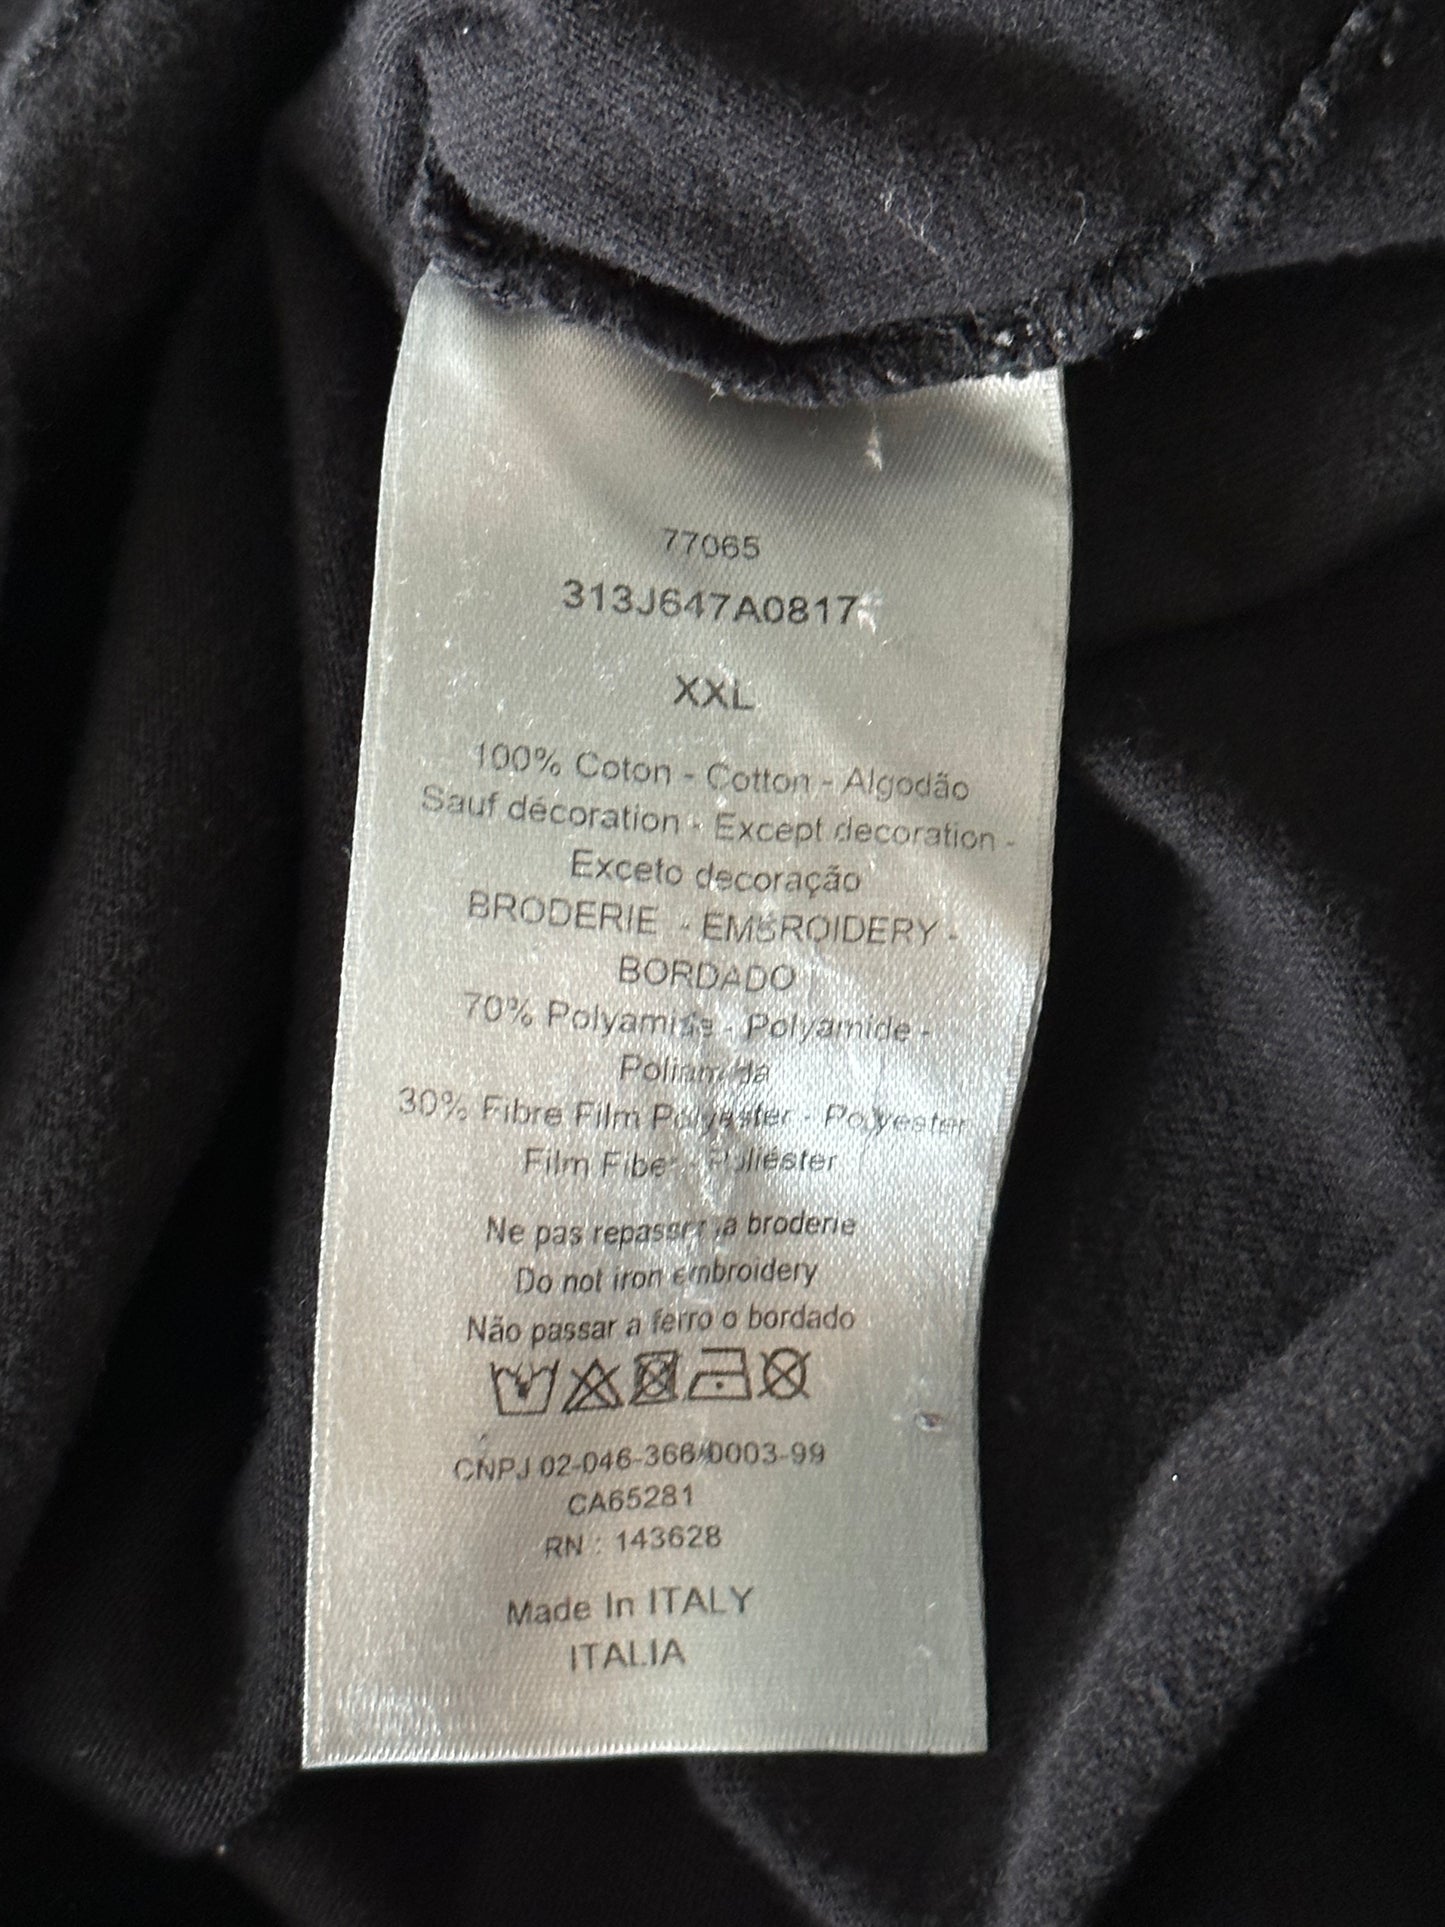 77065
313J647A0817
XXL
100% Coton - Cotton - Algodão
Sauf décoration - Except decoration -
Exceto decoração
BRODERIE - EMBROIDERY -
BORDADO
70% Polyamide - Polyamide -
Poliamida
30% Fibre Film Polyester - Polyester
Film Fiber - Poliéster
Ne pas repasser la broderie
Do not iron embroidery
Não passar a ferro o bordado
CNPJ 02-046-366/0003-99
CA65281
RN : 143628
Made In ITALY
ITALIA